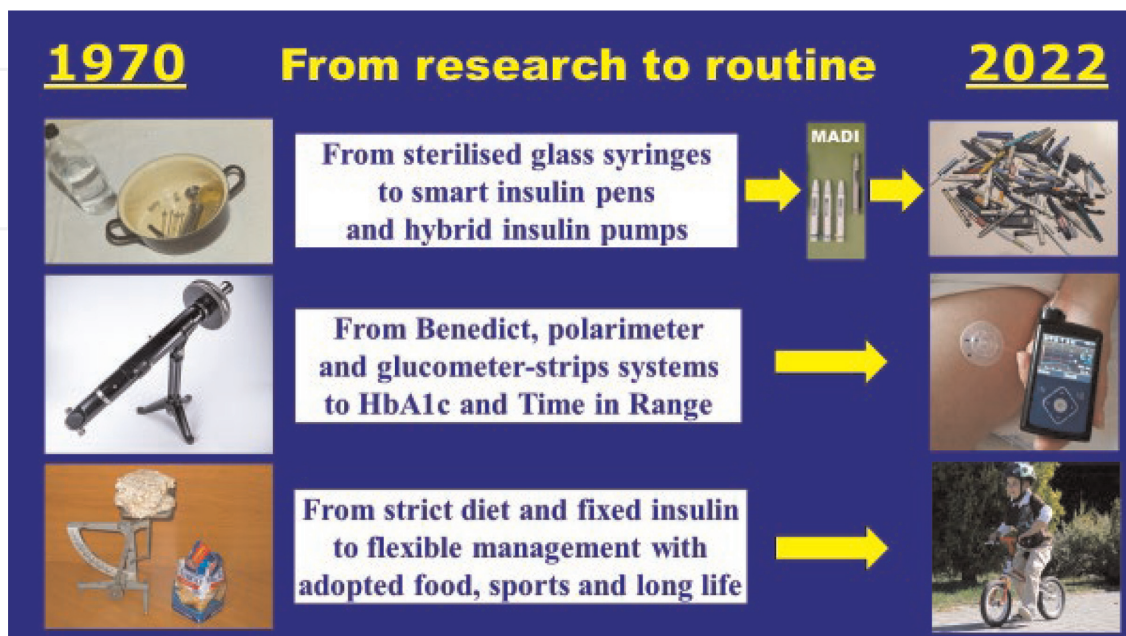 1970 From research to routine 2022
From sterilised glass syringes
to smart insulin pens
and hybrid insulin pumps
MADI
From Benedict, polarimeter
and glucometer-strips systems
to HbA1c and Time in Range
From strict diet and fixed insulin
to flexible management with
adopted food, sports and long life